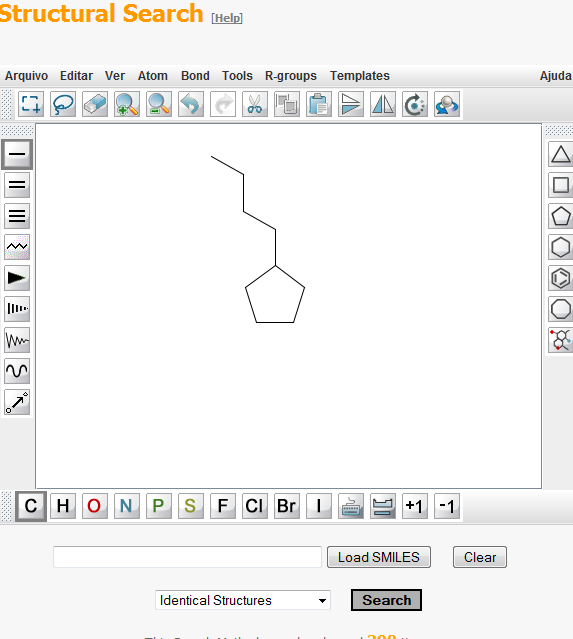 Structural Search [Help]
Arquivo Editar Ver Atom Bond Tools R-groups Templates Ajuda
C H O N P S F Cl Br I +1 -1
Load SMILES Clear
Identical Structures Search